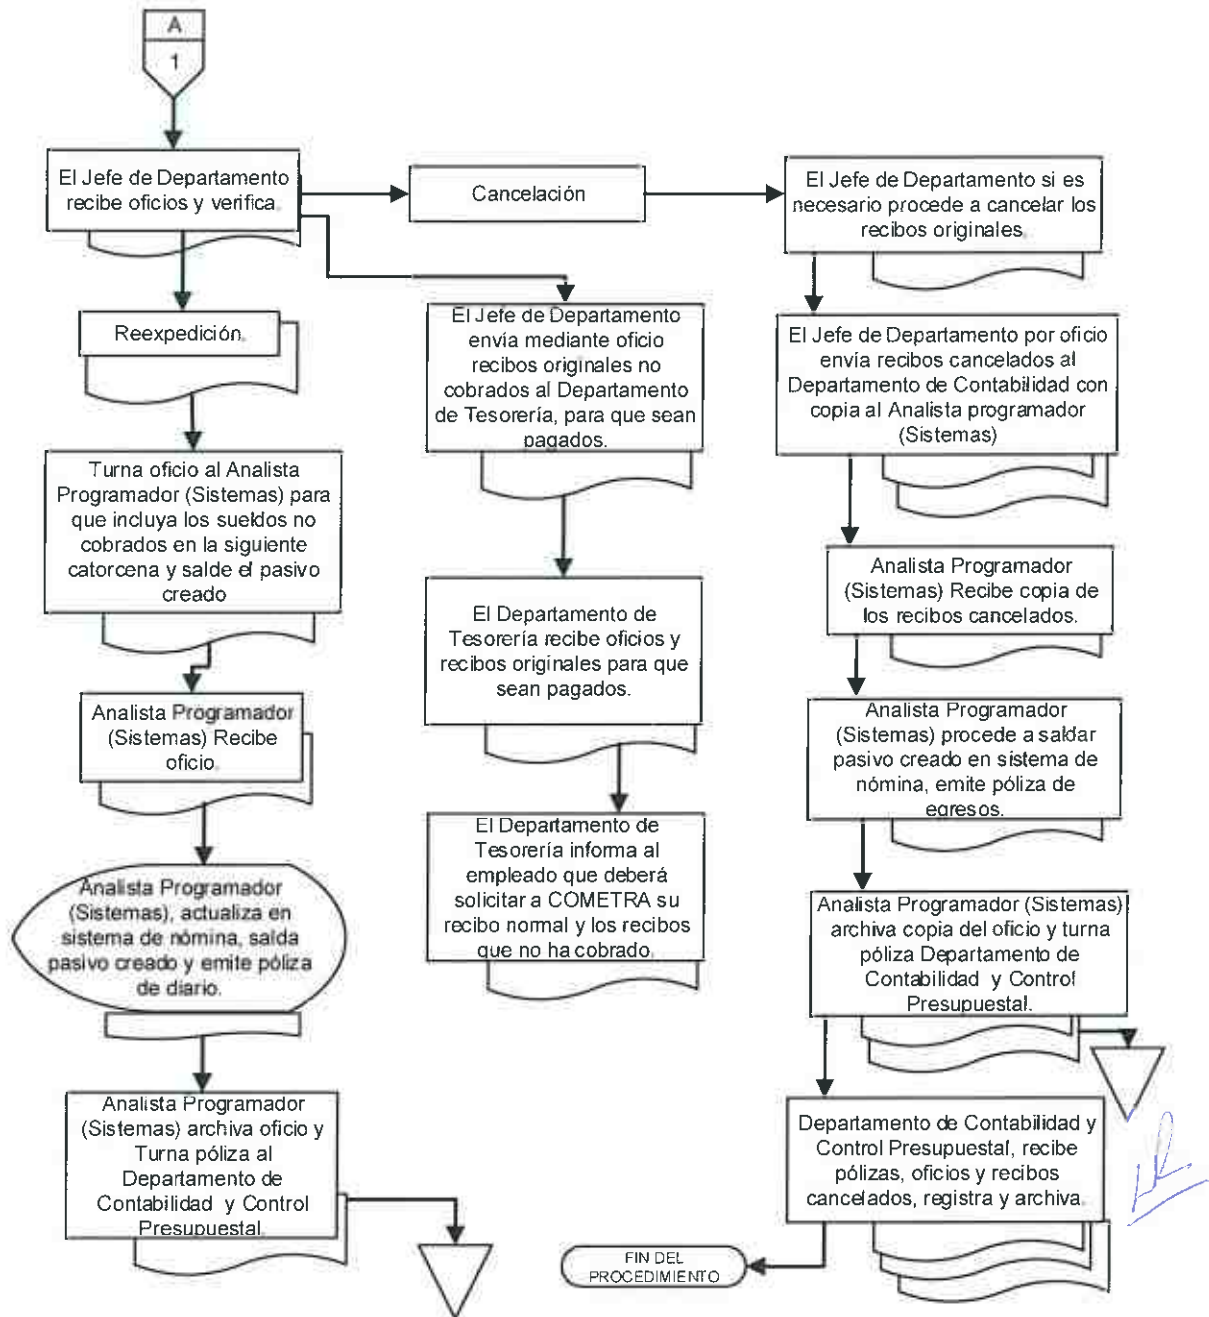 A
1
El Jefe de Departamento
recibe oficios y verifica.
Cancelación
El Jefe de Departamento si es
necesario procede a cancelar los
recibos originales.
Reexpedición.
El Jefe de Departamento
envía mediante oficio
recibos originales no
cobrados al Departamento
de Tesorería, para que sean
pagados.
El Jefe de Departamento por oficio
envía recibos cancelados al
Departamento de Contabilidad con
copia al Analista programador
(Sistemas)
Turna oficio al Analista
Programador (Sistemas) para
que incluya los sueldos no
cobrados en la siguiente
catorcena y salde el pasivo
creado
Analista Programador
(Sistemas) Recibe copia de
los recibos cancelados.
El Departamento de
Tesorería recibe oficios y
recibos originales para que
sean pagados.
Analista Programador
(Sistemas) Recibe
oficio.
Analista Programador
(Sistemas) procede a saldar
pasivo creado en sistema de
nómina, emite póliza de
egresos.
El Departamento de
Tesorería informa al
empleado que deberá
solicitar a COMETRA su
recibo normal y los recibos
que no ha cobrado.
Analista Programador
(Sistemas), actualiza en
sistema de nómina, salda
pasivo creado y emite póliza
de diario.
Analista Programador (Sistemas)
archiva copia del oficio y turna
póliza Departamento de
Contabilidad y Control
Presupuestal.
Analista Programador
(Sistemas) archiva oficio y
Turna póliza al
Departamento de
Contabilidad y Control
Presupuestal.
Departamento de Contabilidad y
Control Presupuestal, recibe
pólizas, oficios y recibos
cancelados, registra y archiva.
FIN DEL
PROCEDIMIENTO